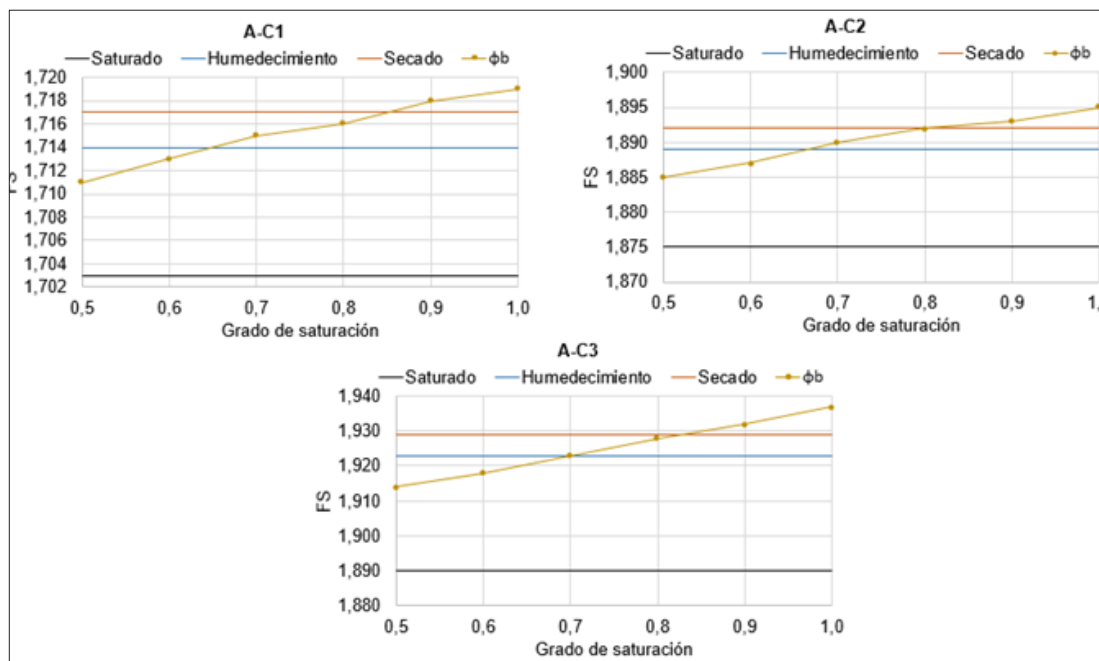 A-C1
Saturado Humedecimiento Secado ϕb
1,720
1,718
1,716
1,714
1,712
1,710
1,708
1,706
1,704
1,702
FS
0,5 0,6 0,7 0,8 0,9 1,0
Grado de saturación
A-C2
Saturado Humedecimiento Secado ϕb
1,900
1,895
1,890
1,885
1,880
1,875
1,870
FS
0,5 0,6 0,7 0,8 0,9 1,
Grado de saturación
A-C3
Saturado Humedecimiento Secado ϕb
1,940
1,930
1,920
1,910
1,900
1,890
1,880
FS
0,5 0,6 0,7 0,8 0,9 1,0
Grado de saturación